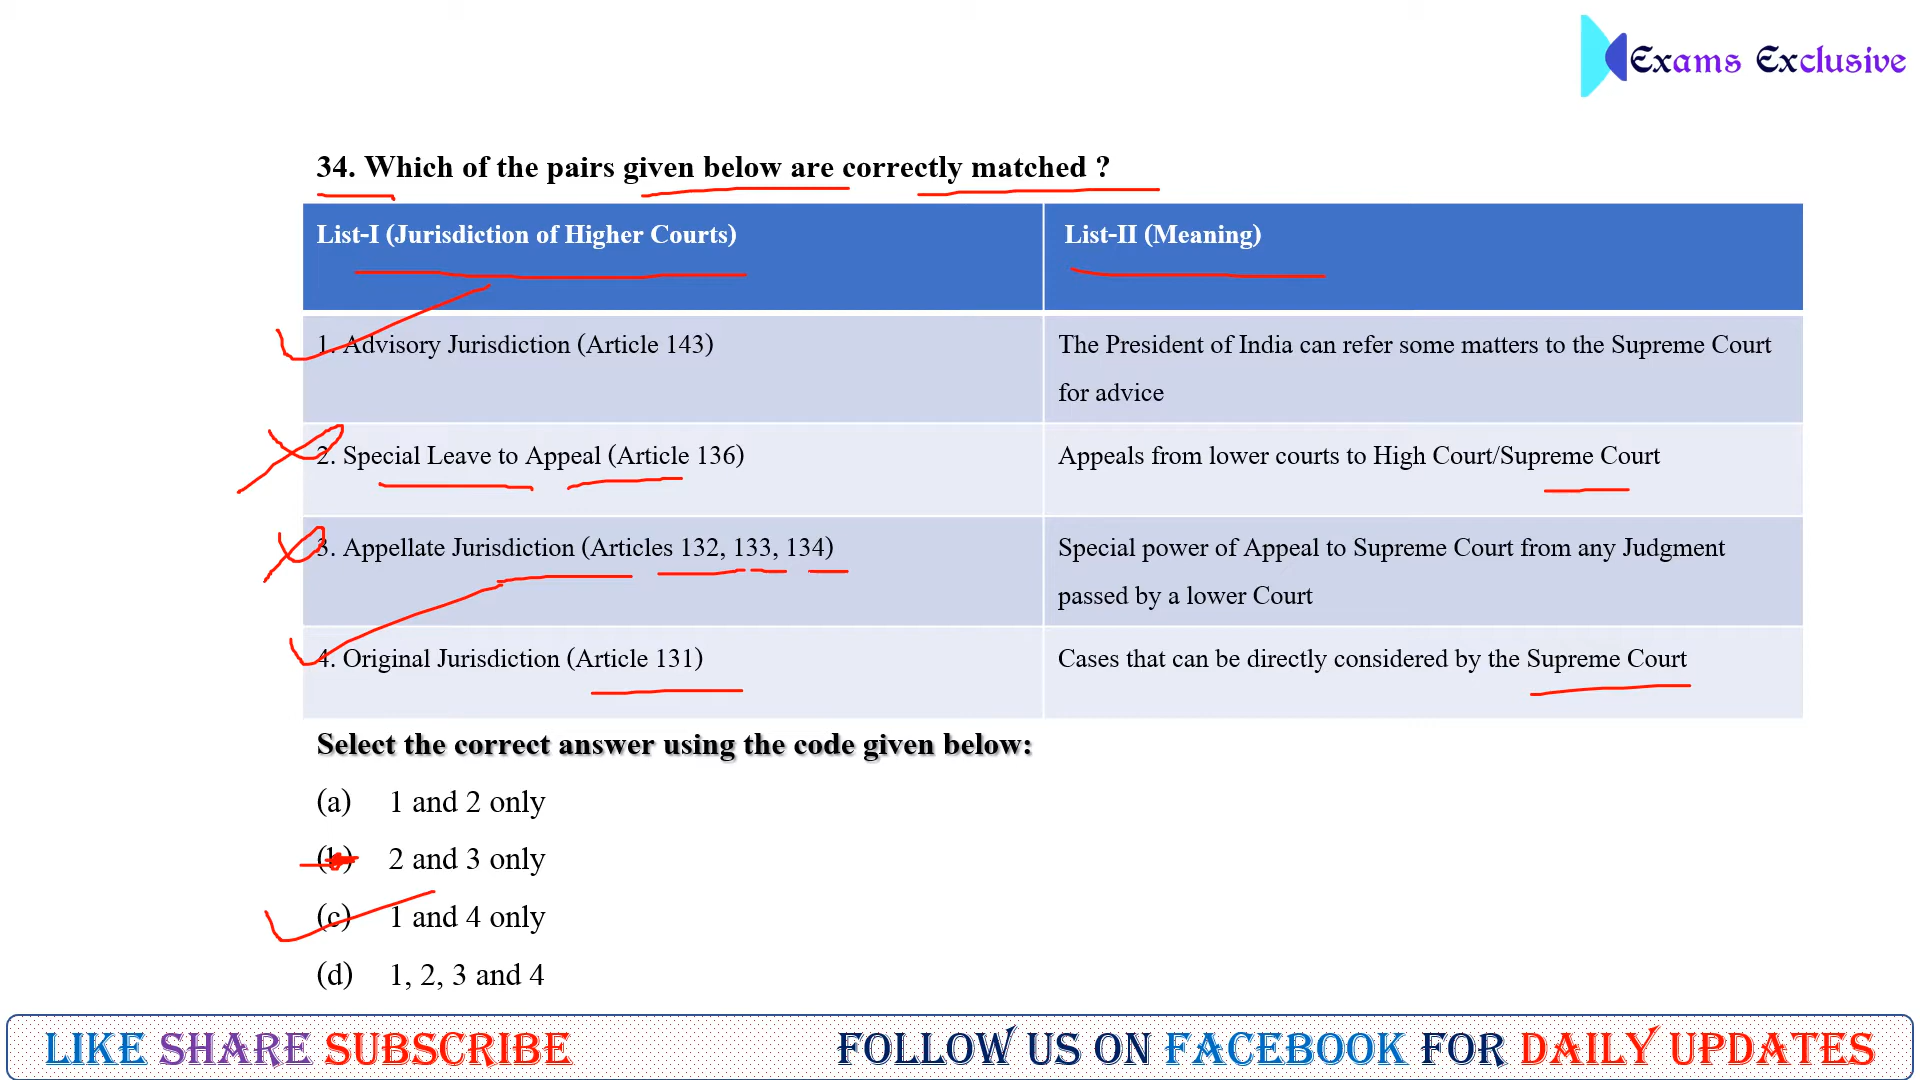 Exams Exclusive
34. Which of the pairs given below are correctly matched ?
List-I (Jurisdiction of Higher Courts)
List-II (Meaning)
1. Advisory Jurisdiction (Article 143)
The President of India can refer some matters to the Supreme Court
for advice
2. Special Leave to Appeal (Article 136)
Appeals from lower courts to High Court/Supreme Court
3. Appellate Jurisdiction (Articles 132, 133, 134)
Special power of Appeal to Supreme Court from any Judgment
passed by a lower Court
4. Original Jurisdiction (Article 131)
Cases that can be directly considered by the Supreme Court
Select the correct answer using the code given below:
(a) 1 and 2 only
(b) 2 and 3 only
(c) 1 and 4 only
(d) 1, 2, 3 and 4
LIKE SHARE SUBSCRIBE
FOLLOW US ON FACEBOOK FOR DAILY UPDATES